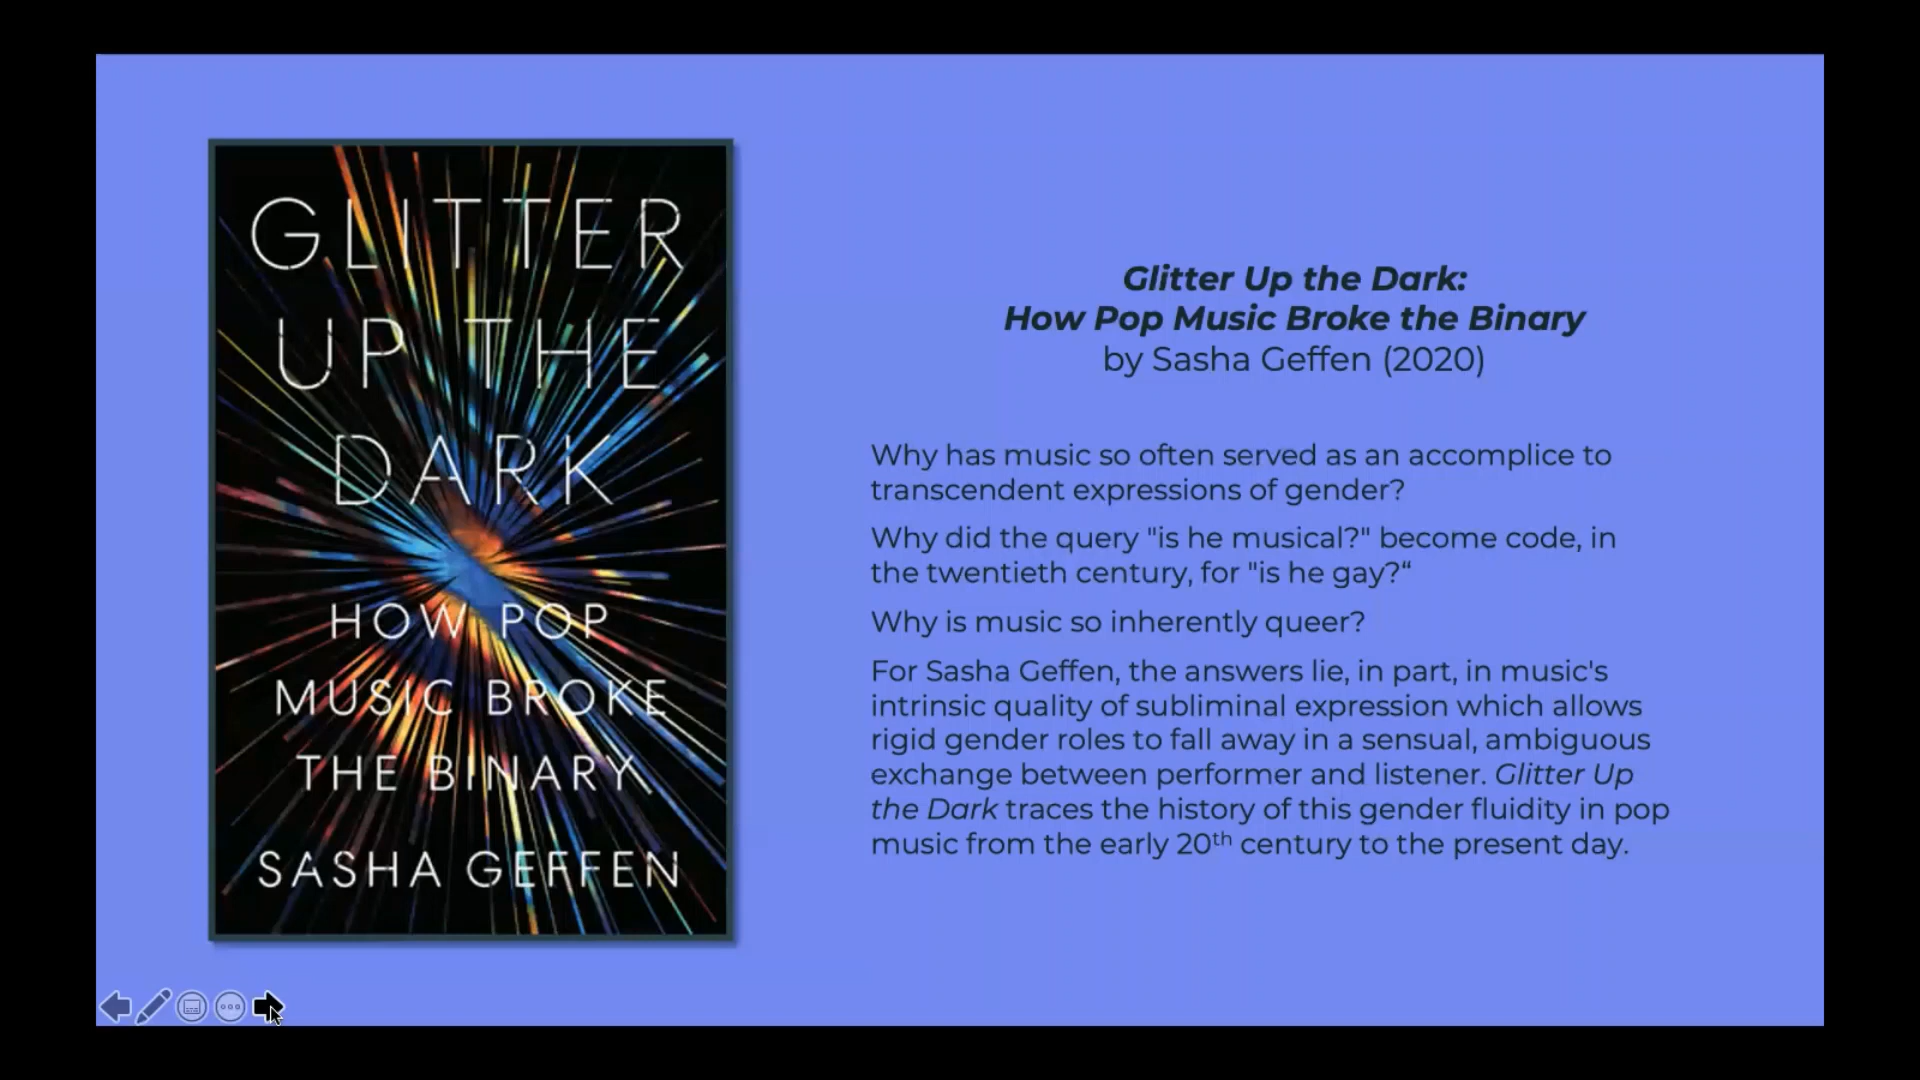 GLITTER
UP THE
DARK
HOW POP
MUSIC BROKE
THE BINARY
SASHA GEFFEN
Glitter Up the Dark:
How Pop Music Broke the Binary
by Sasha Geffen (2020)
Why has music so often served as an accomplice to
transcendent expressions of gender?
Why did the query "is he musical?" become code, in
the twentieth century, for "is he gay?“
Why is music so inherently queer?
For Sasha Geffen, the answers lie, in part, in music's
intrinsic quality of subliminal expression which allows
rigid gender roles to fall away in a sensual, ambiguous
exchange between performer and listener. Glitter Up
the Dark traces the history of this gender fluidity in pop
music from the early 20th century to the present day.